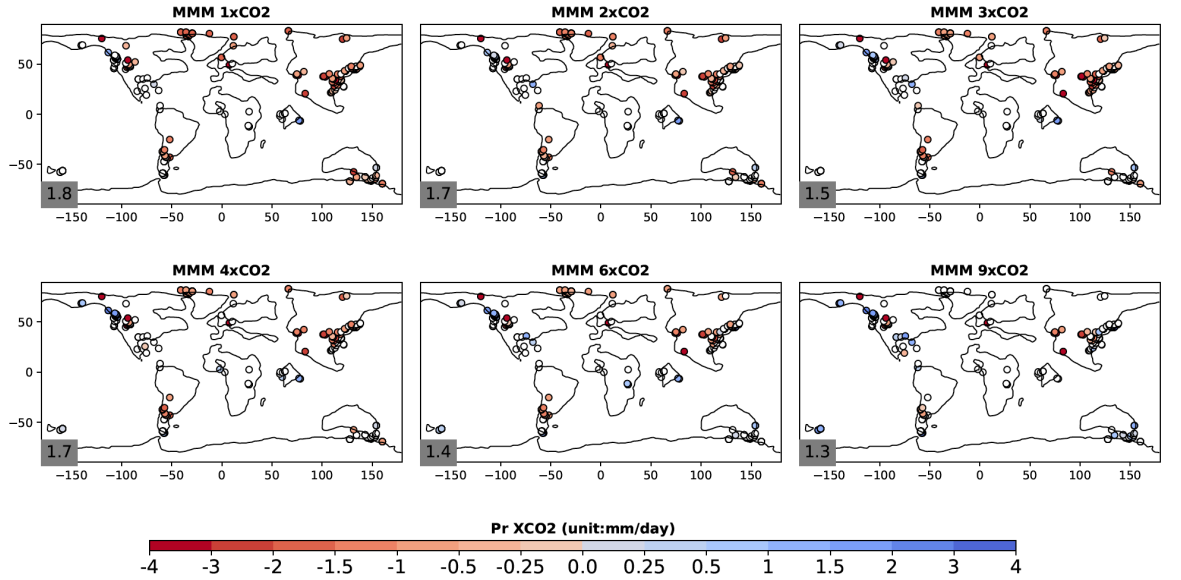 MMM 1xCO2 MMM 2xCO2 MMM 3xCO2
50
0
−50
1.8 1.7 1.5
−150 −100 −50 0 50 100 150 −150 −100 −50 0 50 100 150 −150 −100 −50 0 50 100 150
MMM 4xCO2 MMM 6xCO2 MMM 9xCO2
50
0
−50
1.7 1.4 1.3
−150 −100 −50 0 50 100 150 −150 −100 −50 0 50 100 150 −150 −100 −50 0 50 100 150
Pr XCO2 (unit:mm/day)
-4 -3 -2 -1.5 -1 -0.5 -0.25 0.0 0.25 0.5 1 1.5 2 3 4